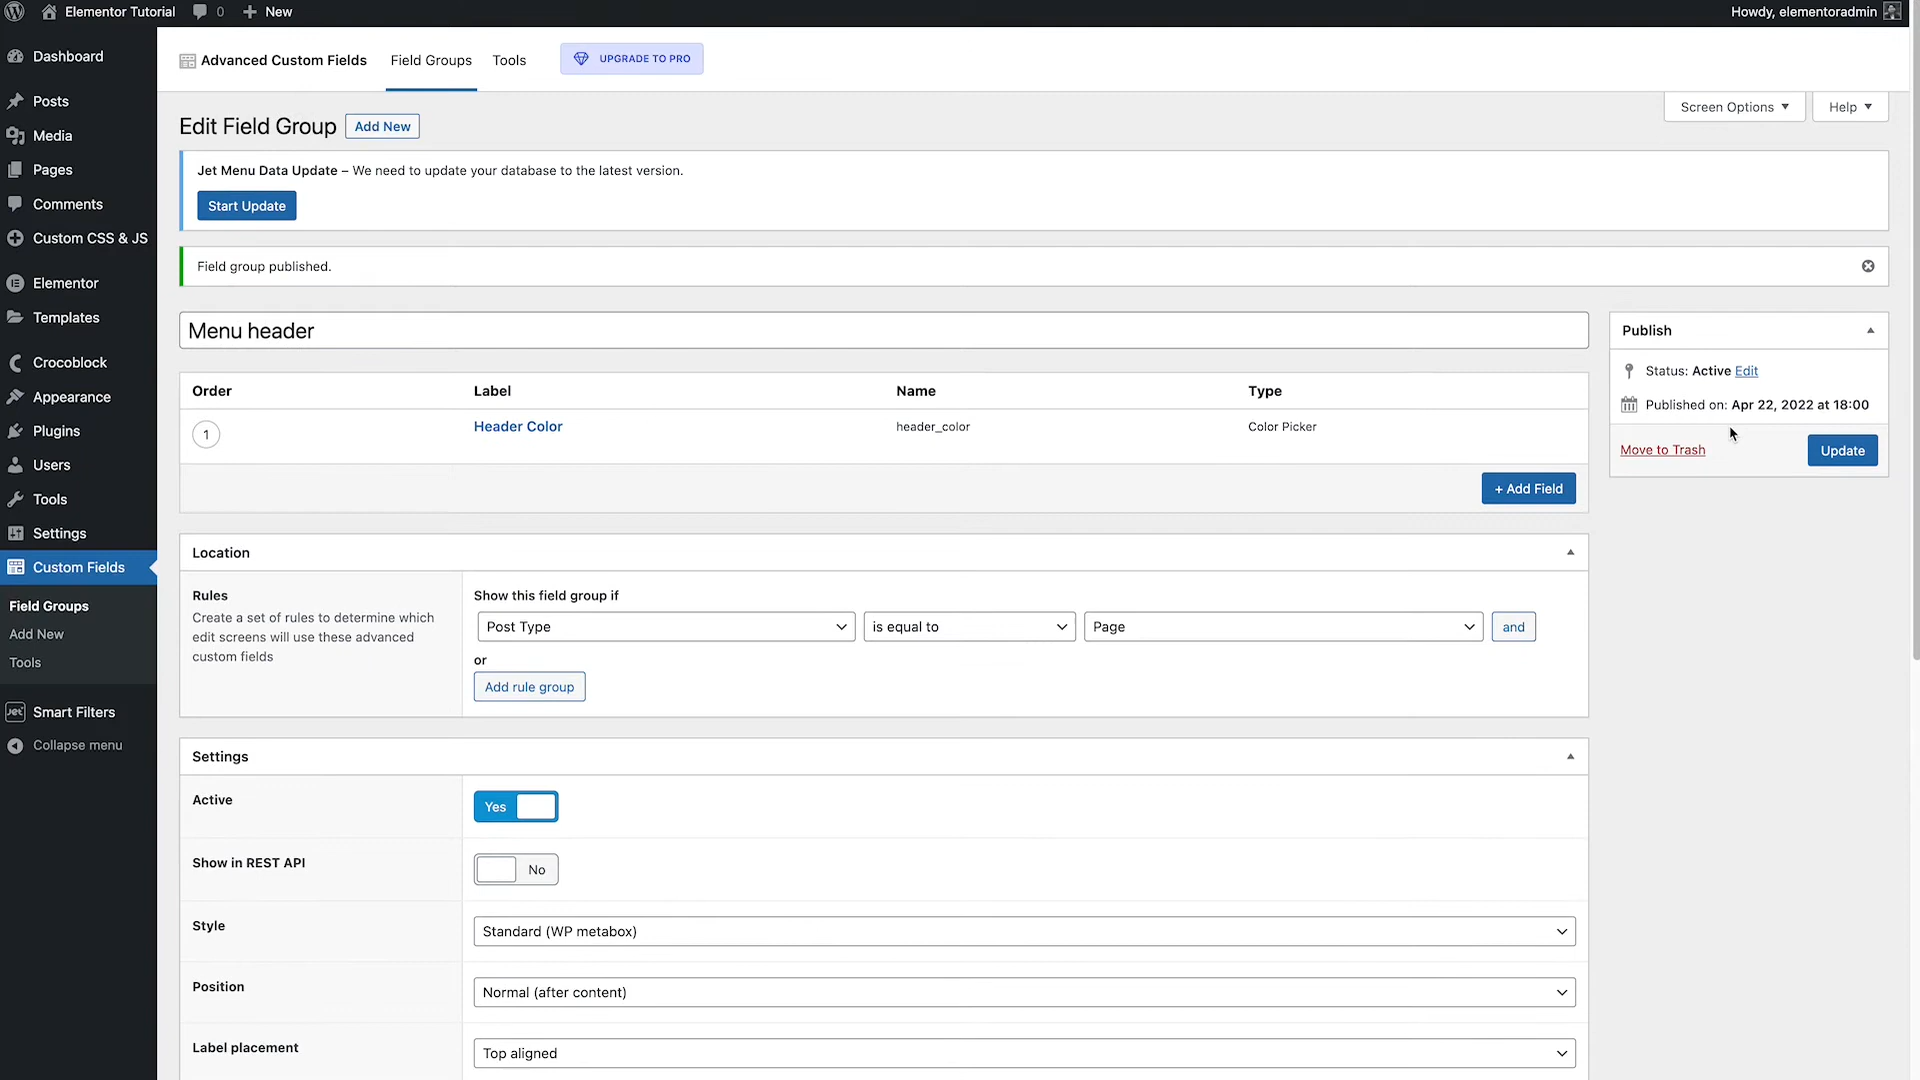 Elementor Tutorial 0 New Howdy, elementoradmin
Dashboard
Posts
Media
Pages
Comments
Custom CSS & JS
Elementor
Templates
Crocoblock
Appearance
Plugins
Users
Tools
Settings
Custom Fields
Field Groups
Add New
Tools
Jet Smart Filters
Collapse menu
Advanced Custom Fields Field Groups Tools UPGRADE TO PRO
Screen Options Help
Edit Field Group Add New
Jet Menu Data Update – We need to update your database to the latest version.
Start Update
Field group published.
Menu header
Order Label Name Type
1 Header Color header_color Color Picker
+ Add Field
Location
Rules
Create a set of rules to determine which
edit screens will use these advanced
custom fields
Show this field group if
Post Type is equal to Page and
or
Add rule group
Settings
Active Yes
Show in REST API No
Style Standard (WP metabox)
Position Normal (after content)
Label placement Top aligned
Publish
Status: Active Edit
Published on: Apr 22, 2022 at 18:00
Move to Trash Update